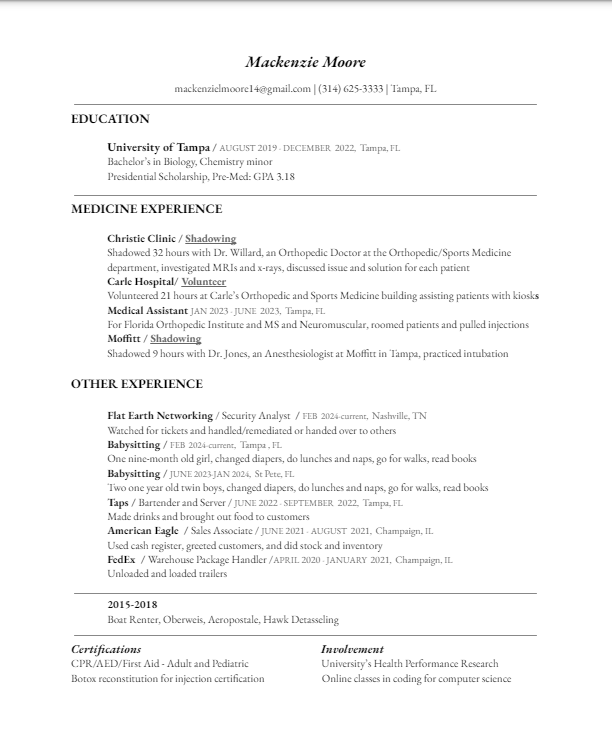 Mackenzie Moore
mackenzielmoore14@gmail.com | (314) 625-3333 | Tampa, FL
EDUCATION
University of Tampa / AUGUST 2019 - DECEMBER 2022, Tampa, FL
Bachelor's in Biology, Chemistry minor
Presidential Scholarship, Pre-Med: GPA 3.18
MEDICINE EXPERIENCE
Christie Clinic / Shadowing
Shadowed 32 hours with Dr. Willard, an Orthopedic Doctor at the Orthopedic/Sports Medicine
department, investigated MRIs and x-rays, discussed issue and solution for each patient
Carle Hospital/ Volunteer
Volunteered 21 hours at Carle's Orthopedic and Sports Medicine building assisting patients with kiosks
Medical Assistant JAN 2023 - JUNE 2023, Tampa, FL
For Florida Orthopedic Institute and MS and Neuromuscular, roomed patients and pulled injections
Moffitt / Shadowing
Shadowed 9 hours with Dr. Jones, an Anesthesiologist at Moffitt in Tampa, practiced intubation
OTHER EXPERIENCE
Flat Earth Networking / Security Analyst / FEB 2024-current, Nashville, TN
Watched for tickets and handled/remediated or handed over to others
Babysitting / FEB 2024-current, Tampa , FL
One nine-month old girl, changed diapers, do lunches and naps, go for walks, read books
Babysitting / JUNE 2023-JAN 2024, St Pete, FL
Two one year old twin boys, changed diapers, do lunches and naps, go for walks, read books
Taps / Bartender and Server / JUNE 2022 - SEPTEMBER 2022, Tampa, FL
Made drinks and brought out food to customers
American Eagle / Sales Associate / JUNE 2021 - AUGUST 2021, Champaign, IL
Used cash register, greeted customers, and did stock and inventory
FedEx / Warehouse Package Handler /APRIL 2020 - JANUARY 2021, Champaign, IL
Unloaded and loaded trailers
2015-2018
Boat Renter, Oberweis, Aeropostale, Hawk Detasseling
Certifications
CPR/AED/First Aid - Adult and Pediatric
Botox reconstitution for injection certification
Involvement
University's Health Performance Research
Online classes in coding for computer science